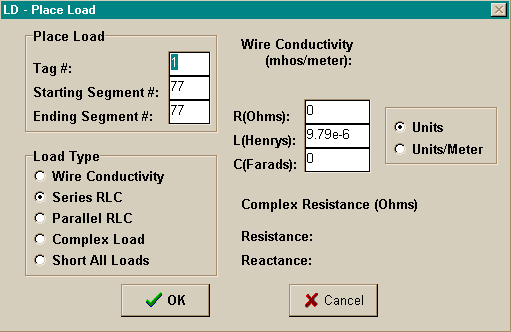 LD - Place Load
Place Load
Tag #: 1
Starting Segment #: 77
Ending Segment #: 77
Load Type
Wire Conductivity
Series RLC
Parallel RLC
Complex Load
Short All Loads
Wire Conductivity
(mhos/meter):
R(Ohms): 0
L(Henrys): 9.79e-6
C(Farads): 0
Units
Units/Meter
Complex Resistance (Ohms)
Resistance:
Reactance:
OK
Cancel